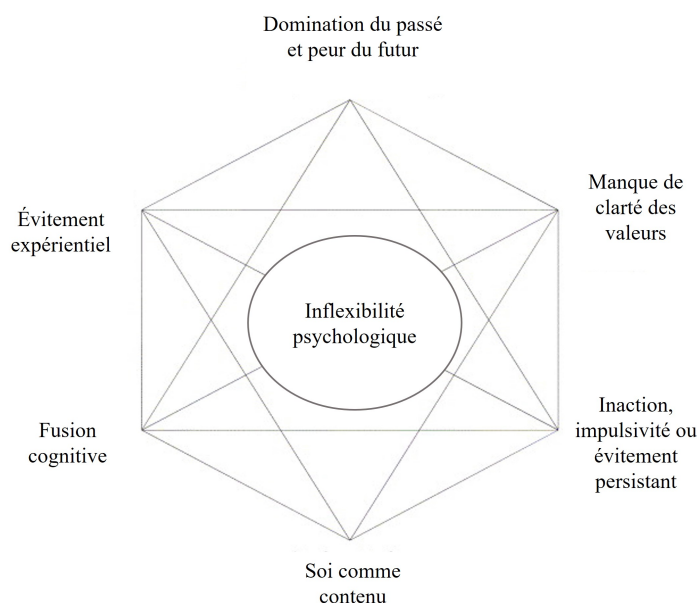 Domination du passé
et peur du futur
Manque de
clarté des
valeurs
Évitement
expérientiel
Inflexibilité
psychologique
Inaction,
impulsivité ou
évitement
persistant
Fusion
cognitive
Soi comme
contenu